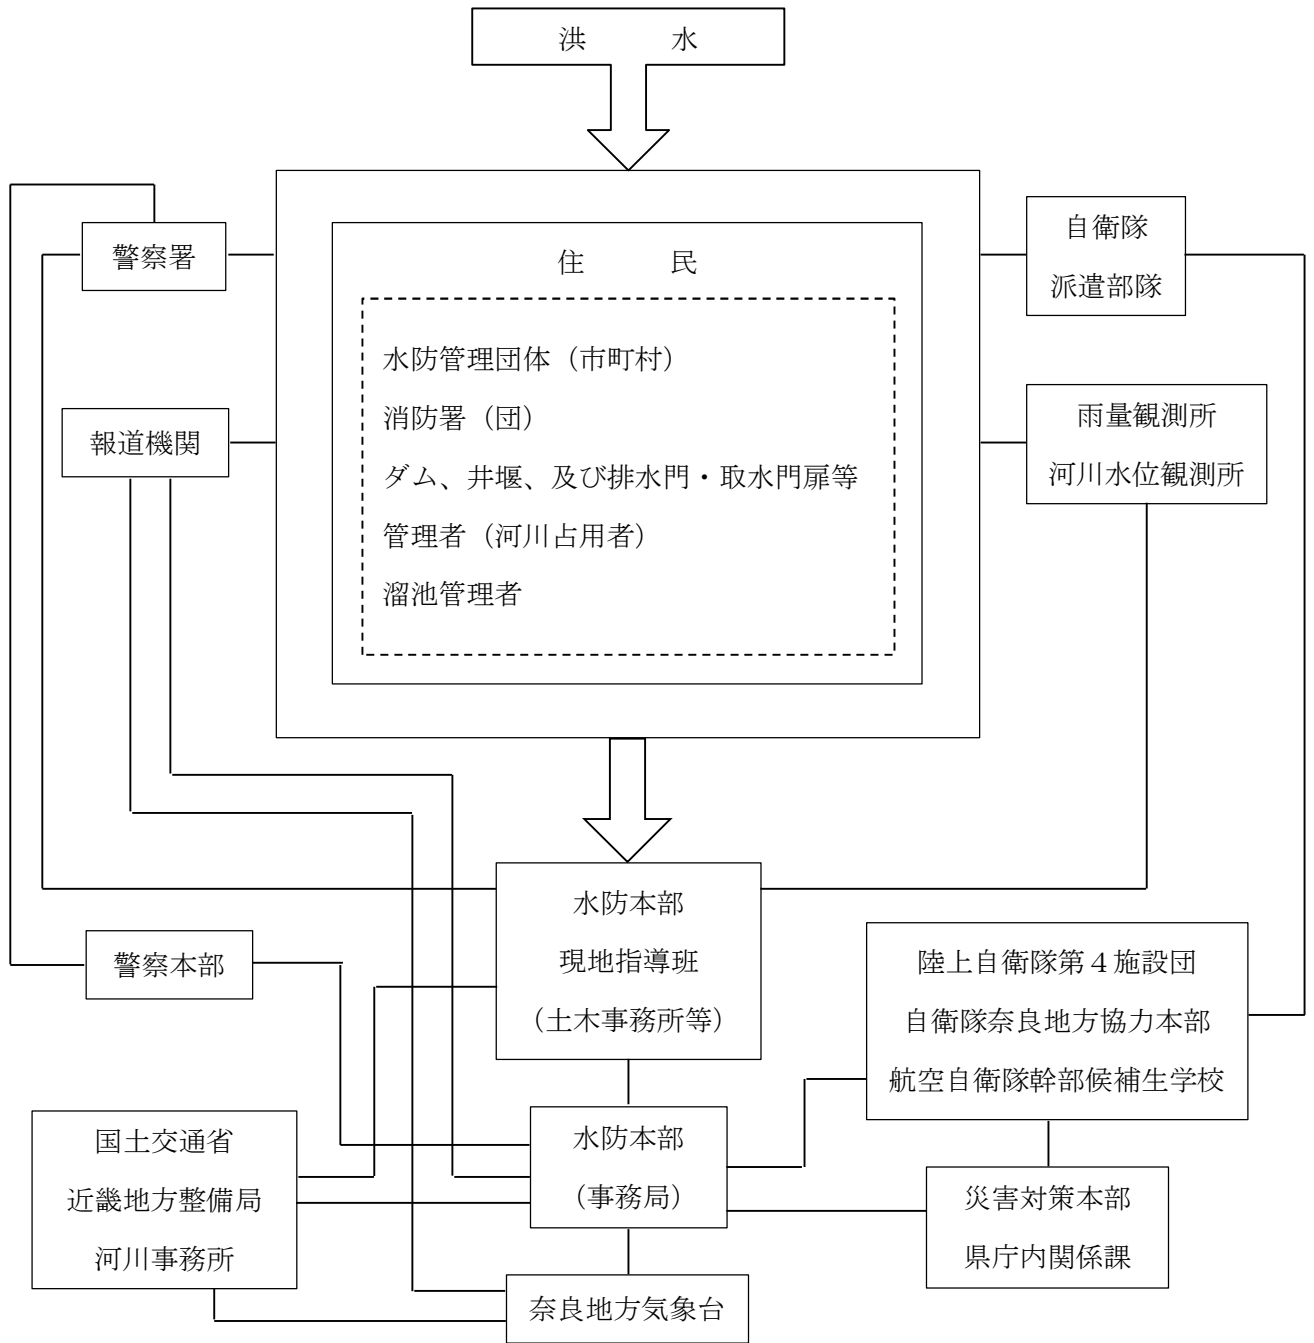 洪　　水
警察署
住　　民
自衛隊
派遣部隊
水防管理団体（市町村）
消防署（団）
ダム、井堰、及び排水門・取水門扉等
管理者（河川占用者）
溜池管理者
報道機関
雨量観測所
河川水位観測所
水防本部
現地指導班
（土木事務所等）
警察本部
陸上自衛隊第４施設団
自衛隊奈良地方協力本部
航空自衛隊幹部候補生学校
国土交通省
近畿地方整備局
河川事務所
水防本部
（事務局）
災害対策本部
県庁内関係課
奈良地方気象台